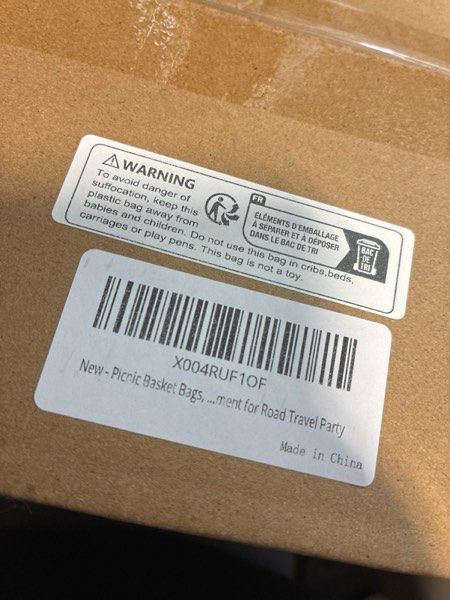 WARNING
To avoid danger of
suffocation, keep this
plastic bag away from
babies and children. Do not use this bag in cribs,beds,
carriages or play pens. This bag is not a toy.
FR
ÉLÉMENTS D'EMBALLAGE
À SÉPARER ET À DÉPOSER
DANS LE BAC DE TRI
BAC
DE
TRI
X004RUF1OF
New - Picnic Basket Bags, ...ment for Road Travel Party
Made in China